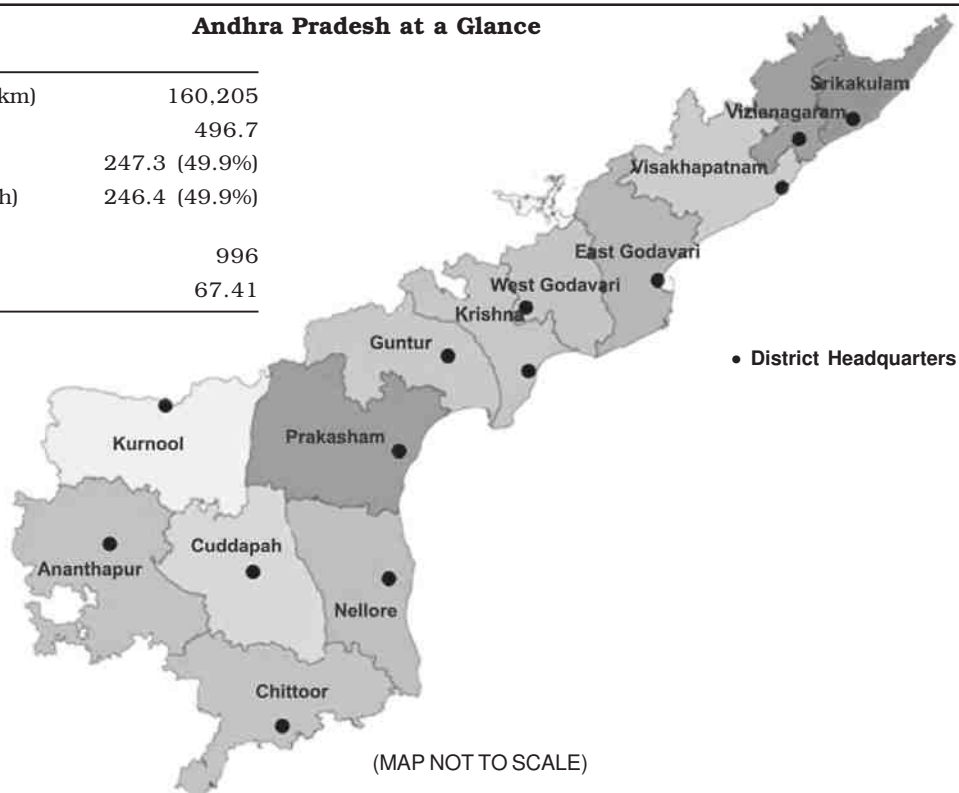 Andhra Pradesh at a Glance
km) 160,205
496.7
247.3 (49.9%)
h) 246.4 (49.9%)
996
67.41
Srikakulam
Vizianagaram
Visakhapatnam
East Godavari
West Godavari
Krishna
Guntur
• District Headquarters
Prakasham
Kurnool
Cuddapah
Ananthapur
Nellore
Chittoor
(MAP NOT TO SCALE)